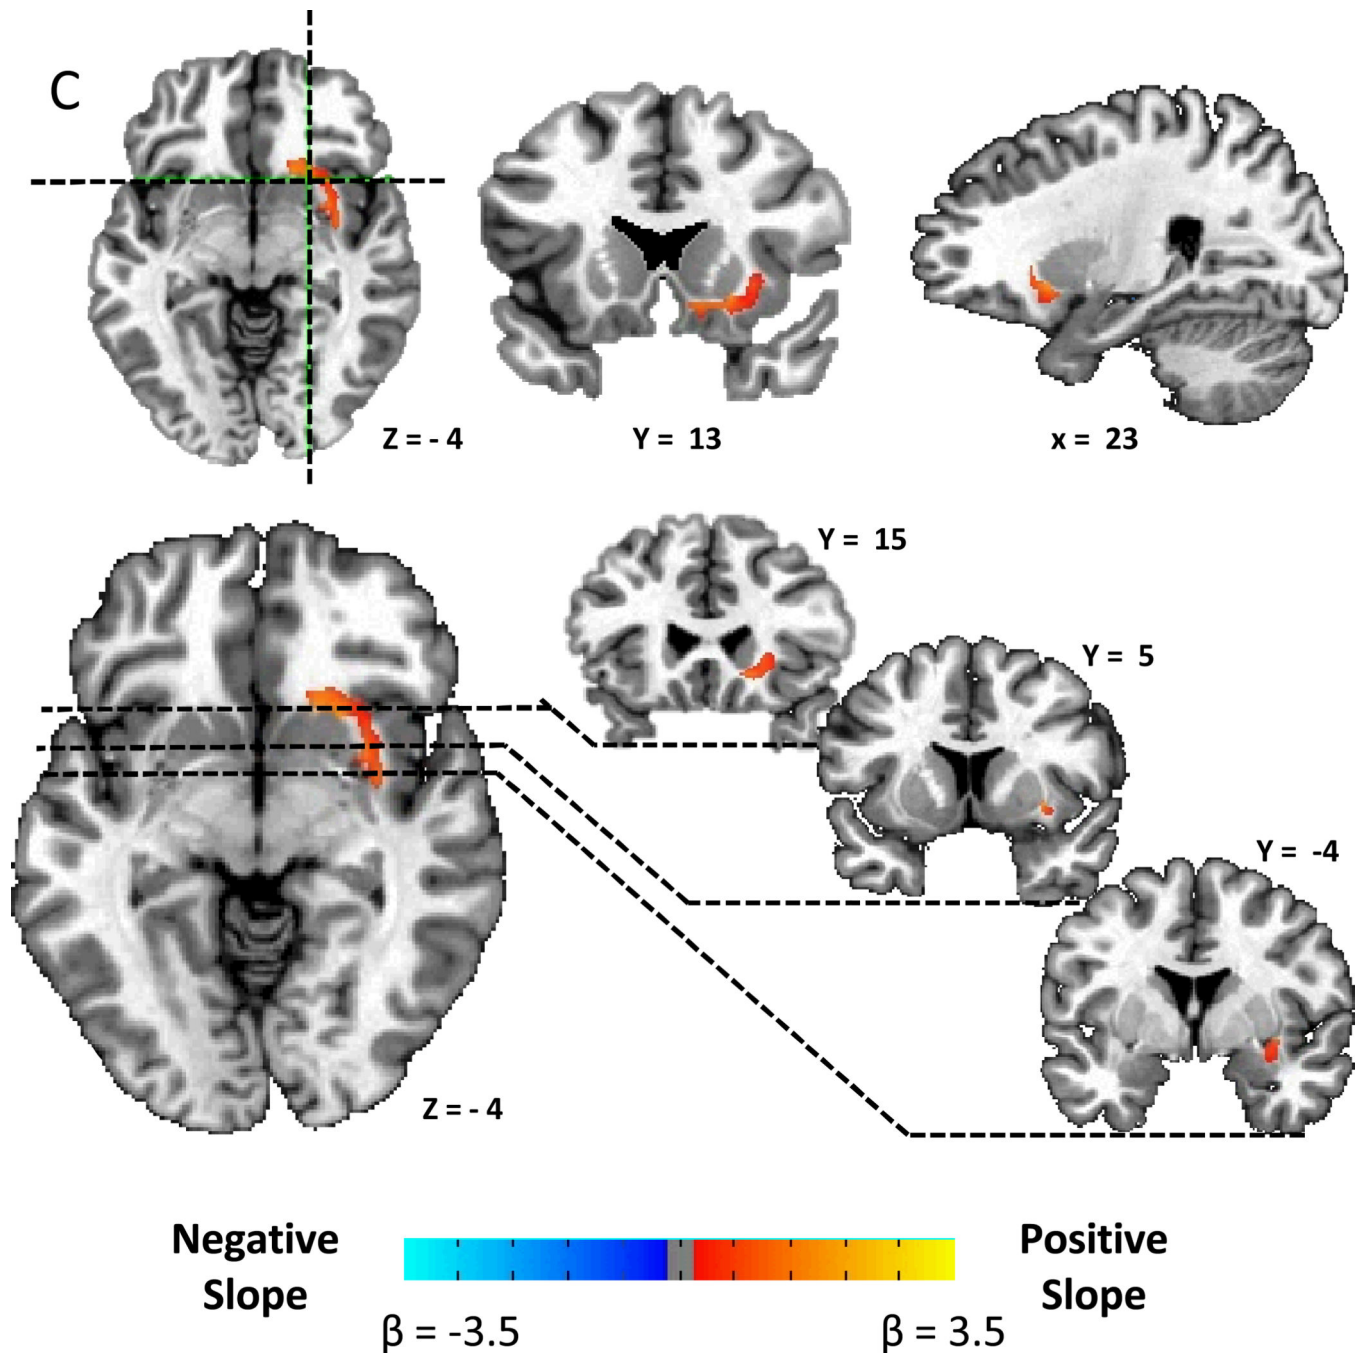 C
Z = - 4
Y =  13
x =  23
Y =  15
Y =  5
Y =  -4
Z = - 4
Negative
Slope
Positive
Slope
β = -3.5
β = 3.5